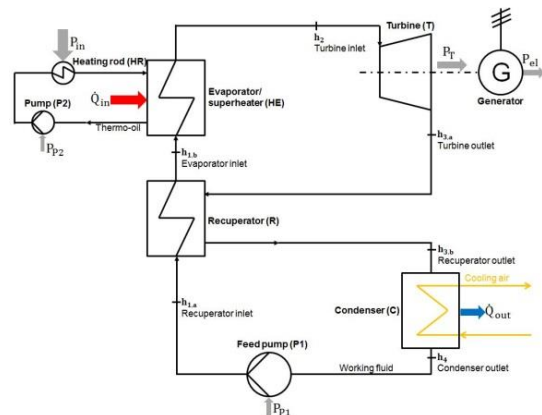 P_in
Heating rod (HR)
Pump (P2)
Thermo-oil
P_P2
Q̇_in
Evaporator/
superheater (HE)
h_2
Turbine inlet
Turbine (T)
P_T
G
P_el
Generator
h_1.b
Evaporator inlet
h_3.a
Turbine outlet
Recuperator (R)
h_3.b
Recuperator outlet
Cooling air
h_1.a
Recuperator inlet
Condenser (C)
Q̇_out
Feed pump (P1)
Working fluid
h_4
Condenser outlet
P_P1